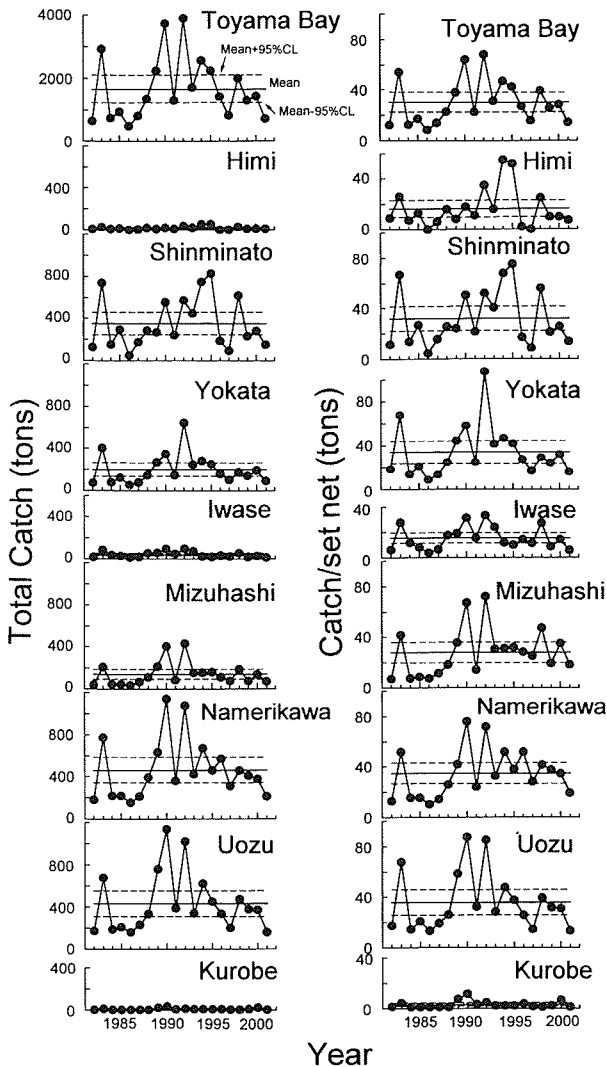 Toyama Bay
4000
2000
0
Mean+95%CL
Mean
Mean-95%CL
Himi
400
0
Shinminato
800
400
0
Yokata
800
400
0
Iwase
400
0
Mizuhashi
800
400
0
Namerikawa
800
400
0
Uozu
800
400
0
Kurobe
400
0
1985 1990 1995 2000
Total Catch (tons)
Toyama Bay
80
40
0
Himi
40
0
Shinminato
80
40
0
Yokata
80
40
0
Iwase
40
0
Mizuhashi
80
40
0
Namerikawa
80
40
0
Uozu
80
40
0
Kurobe
40
0
1985 1990 1995 2000
Catch/set net (tons)
Year